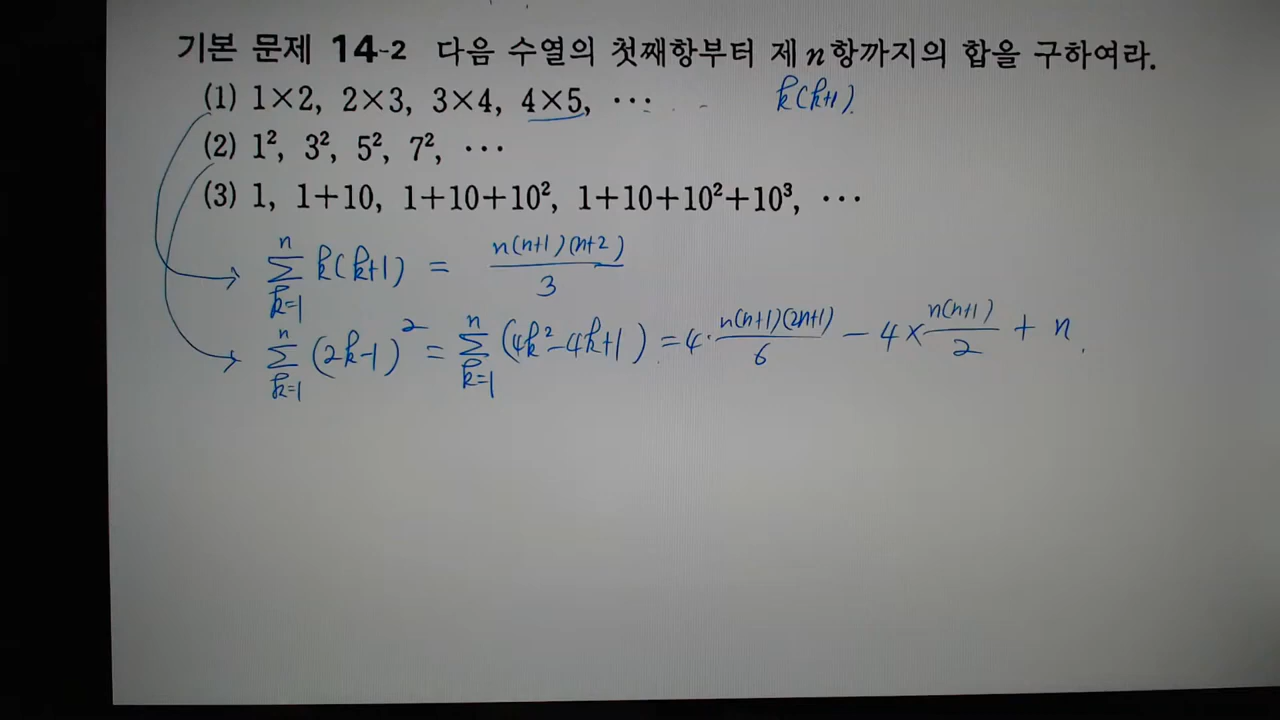 기본 문제 14-2 다음 수열의 첫째항부터 제 n항까지의 합을 구하여라.
(1) 1×2, 2×3, 3×4, 4×5, ⋯ k(k+1).
(2) 1², 3², 5², 7², ⋯
(3) 1, 1+10, 1+10+10², 1+10+10²+10³, ⋯
∑_{k=1}^{n} k(k+1) = n(n+1)(n+2)/3
∑_{k=1}^{n} (2k-1)² = ∑_{k=1}^{n} (4k²-4k+1) = 4·n(n+1)(2n+1)/6 - 4×n(n+1)/2 + n.